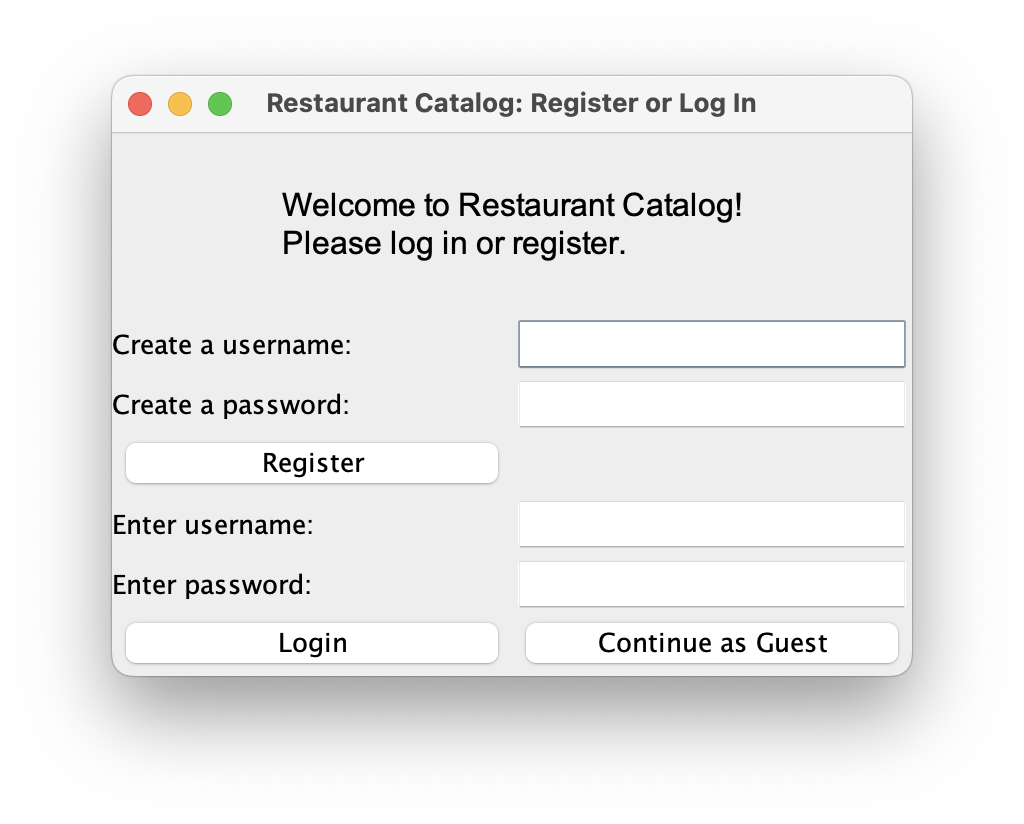 Restaurant Catalog: Register or Log In
Welcome to Restaurant Catalog!
Please log in or register.
Create a username:
Create a password:
Register
Enter username:
Enter password:
Login
Continue as Guest